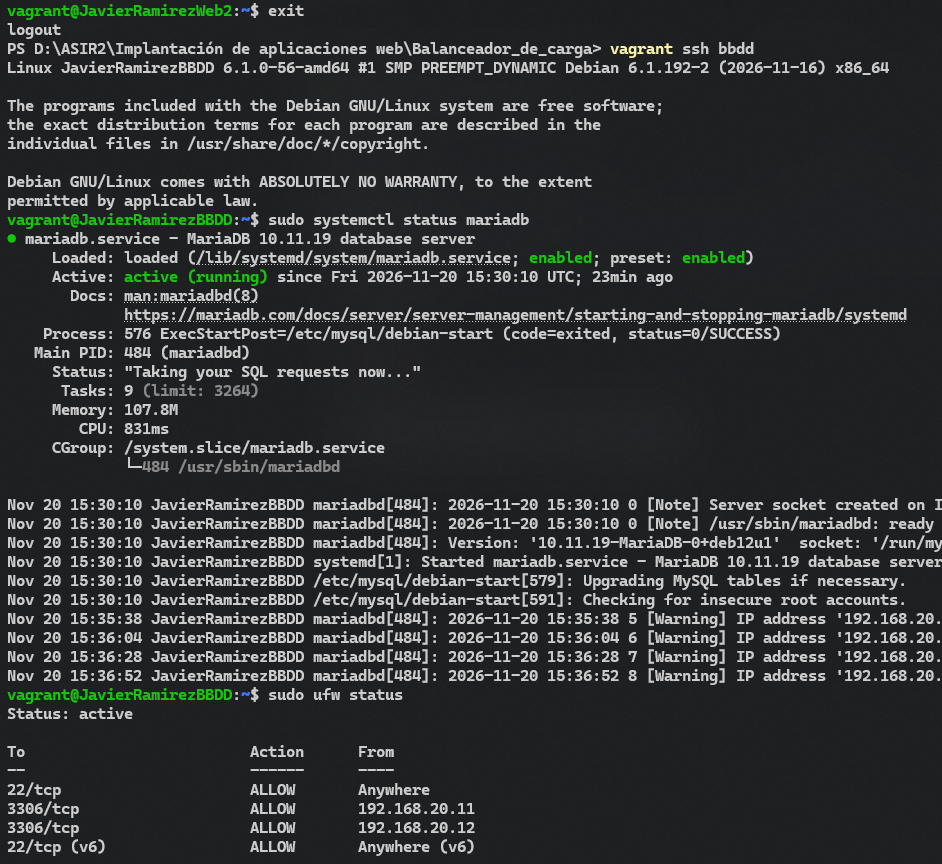 vagrant@JavierRamirezWeb2:~$ exit
logout
PS D:\ASIR2\Implantación de aplicaciones web\Balanceador_de_carga> vagrant ssh bbdd
Linux JavierRamirezBBDD 6.1.0-56-amd64 #1 SMP PREEMPT_DYNAMIC Debian 6.1.192-2 (2026-11-16) x86_64

The programs included with the Debian GNU/Linux system are free software;
the exact distribution terms for each program are described in the
individual files in /usr/share/doc/*/copyright.

Debian GNU/Linux comes with ABSOLUTELY NO WARRANTY, to the extent
permitted by applicable law.
vagrant@JavierRamirezBBDD:~$ sudo systemctl status mariadb
● mariadb.service - MariaDB 10.11.19 database server
     Loaded: loaded (/lib/systemd/system/mariadb.service; enabled; preset: enabled)
     Active: active (running) since Fri 2026-11-20 15:30:10 UTC; 23min ago
       Docs: man:mariadbd(8)
             https://mariadb.com/docs/server/server-management/starting-and-stopping-mariadb/systemd
    Process: 576 ExecStartPost=/etc/mysql/debian-start (code=exited, status=0/SUCCESS)
   Main PID: 484 (mariadbd)
     Status: "Taking your SQL requests now..."
      Tasks: 9 (limit: 3264)
     Memory: 107.8M
        CPU: 831ms
     CGroup: /system.slice/mariadb.service
             └─484 /usr/sbin/mariadbd

Nov 20 15:30:10 JavierRamirezBBDD mariadbd[484]: 2026-11-20 15:30:10 0 [Note] Server socket created on I
Nov 20 15:30:10 JavierRamirezBBDD mariadbd[484]: 2026-11-20 15:30:10 0 [Note] /usr/sbin/mariadbd: ready
Nov 20 15:30:10 JavierRamirezBBDD mariadbd[484]: Version: '10.11.19-MariaDB-0+deb12u1'  socket: '/run/my
Nov 20 15:30:10 JavierRamirezBBDD systemd[1]: Started mariadb.service - MariaDB 10.11.19 database server
Nov 20 15:30:10 JavierRamirezBBDD /etc/mysql/debian-start[579]: Upgrading MySQL tables if necessary.
Nov 20 15:30:10 JavierRamirezBBDD /etc/mysql/debian-start[591]: Checking for insecure root accounts.
Nov 20 15:35:38 JavierRamirezBBDD mariadbd[484]: 2026-11-20 15:35:38 5 [Warning] IP address '192.168.20.
Nov 20 15:36:04 JavierRamirezBBDD mariadbd[484]: 2026-11-20 15:36:04 6 [Warning] IP address '192.168.20.
Nov 20 15:36:28 JavierRamirezBBDD mariadbd[484]: 2026-11-20 15:36:28 7 [Warning] IP address '192.168.20.
Nov 20 15:36:52 JavierRamirezBBDD mariadbd[484]: 2026-11-20 15:36:52 8 [Warning] IP address '192.168.20.
vagrant@JavierRamirezBBDD:~$ sudo ufw status
Status: active

To                         Action      From
--                         ------      ----
22/tcp                     ALLOW       Anywhere
3306/tcp                   ALLOW       192.168.20.11
3306/tcp                   ALLOW       192.168.20.12
22/tcp (v6)                ALLOW       Anywhere (v6)